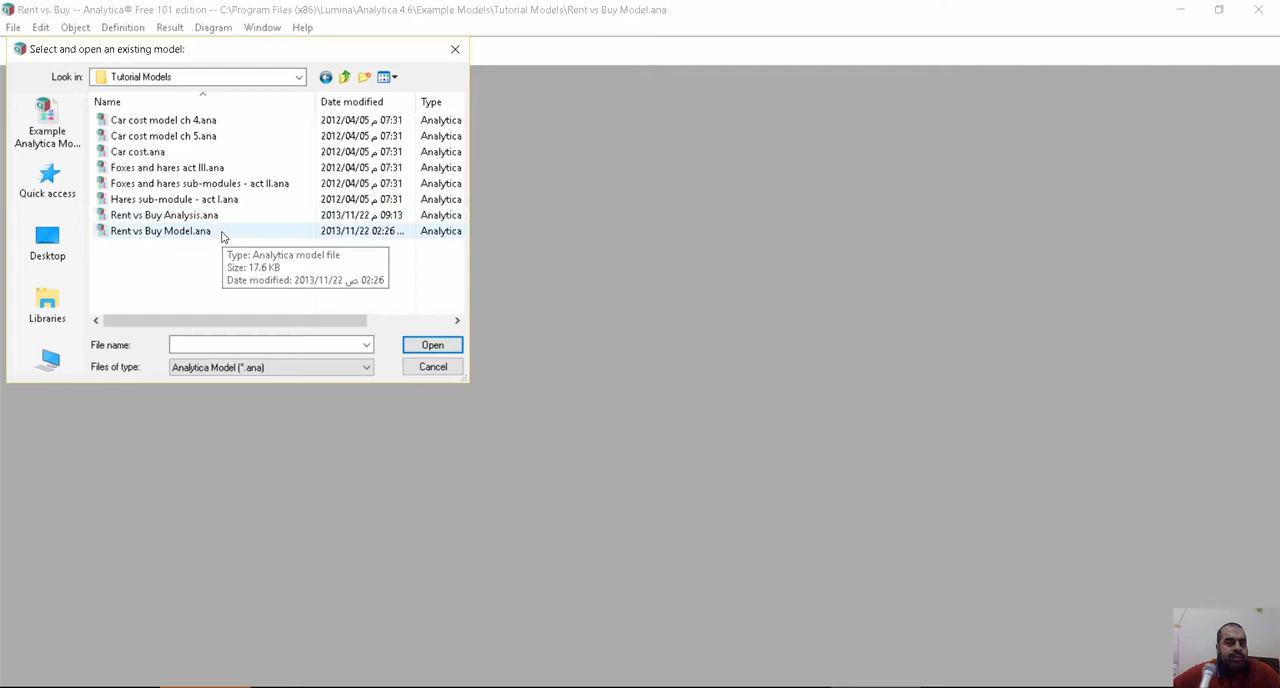 Rent vs. Buy -- Analytica® Free 101 edition -- C:\Program Files (x86)\Lumina\Analytica 4.6\Example Models\Tutorial Models\Rent vs Buy Model.ana
File Edit Object Definition Result Diagram Window Help
Select and open an existing model:
Look in: Tutorial Models
Name Date modified Type
Car cost model ch 4.ana 2012/04/05 م 07:31 Analytica
Car cost model ch 5.ana 2012/04/05 م 07:31 Analytica
Car cost.ana 2012/04/05 م 07:31 Analytica
Foxes and hares act III.ana 2012/04/05 م 07:31 Analytica
Foxes and hares sub-modules - act II.ana 2012/04/05 م 07:31 Analytica
Hares sub-module - act I.ana 2012/04/05 م 07:31 Analytica
Rent vs Buy Analysis.ana 2013/11/22 م 09:13 Analytica
Rent vs Buy Model.ana 2013/11/22 02:26 ... Analytica
Type: Analytica model file
Size: 17.6 KB
Date modified: 2013/11/22 ص 02:26
Example
Analytica Mo...
Quick access
Desktop
Libraries
File name: Open
Files of type: Analytica Model (*.ana) Cancel